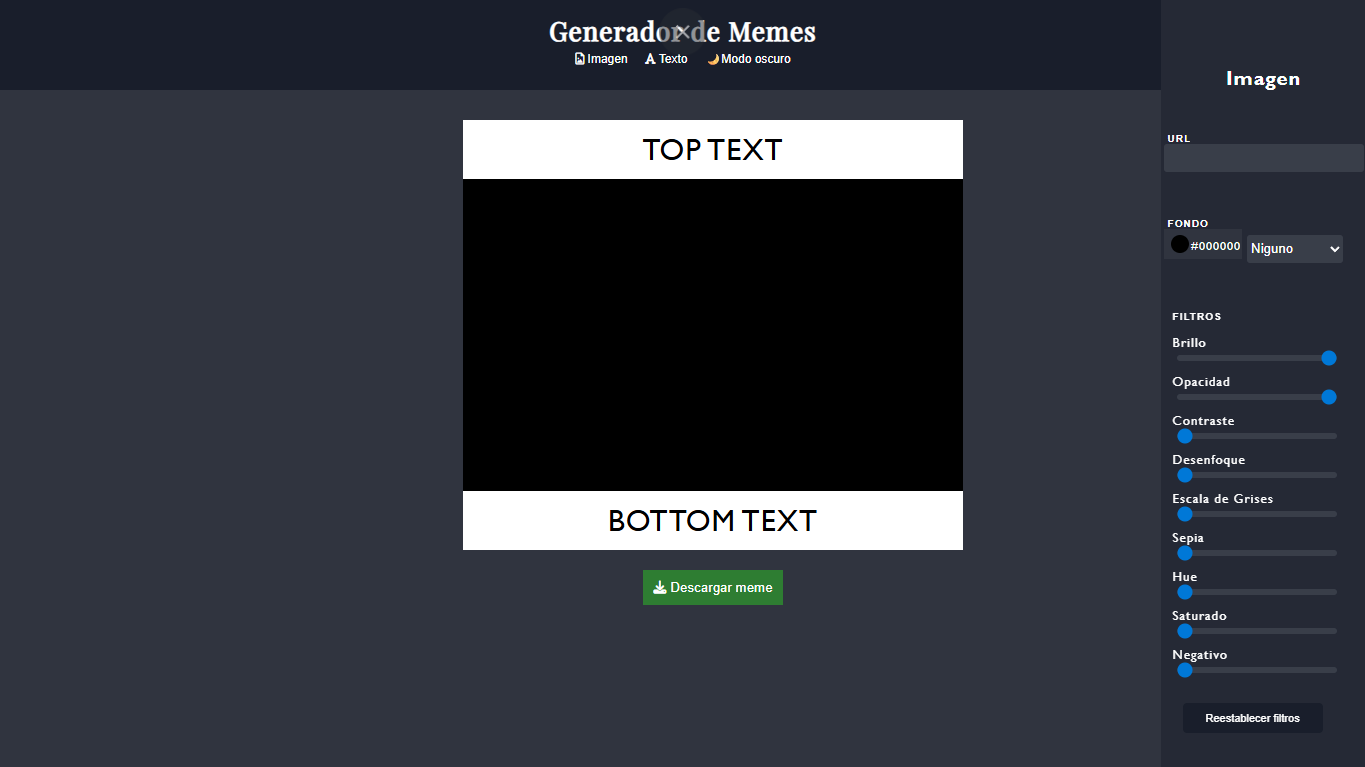 Generador de Memes
Imagen Texto Modo oscuro
TOP TEXT
BOTTOM TEXT
Descargar meme
Imagen
URL
FONDO
#000000 Niguno
FILTROS
Brillo
Opacidad
Contraste
Desenfoque
Escala de Grises
Sepia
Hue
Saturado
Negativo
Reestablecer filtros